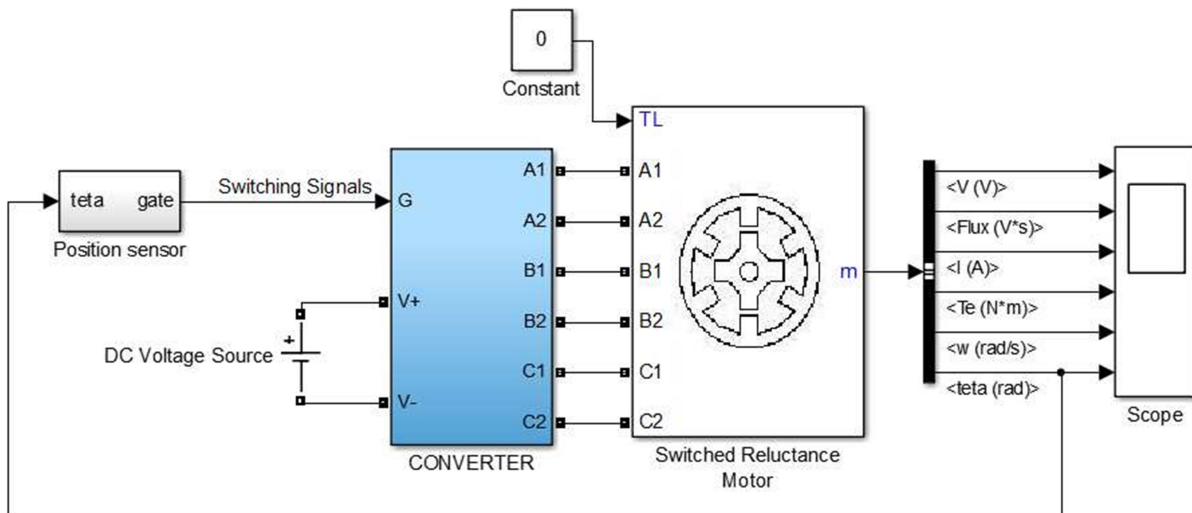 0
Constant
TL
teta gate
Position sensor
Switching Signals
G
V+
V-
+
DC Voltage Source
A1
A2
B1
B2
C1
C2
CONVERTER
A1
A2
B1
B2
C1
C2
m
Switched Reluctance
Motor
<V (V)>
<Flux (V*s)>
<I (A)>
<Te (N*m)>
<w (rad/s)>
<teta (rad)>
Scope